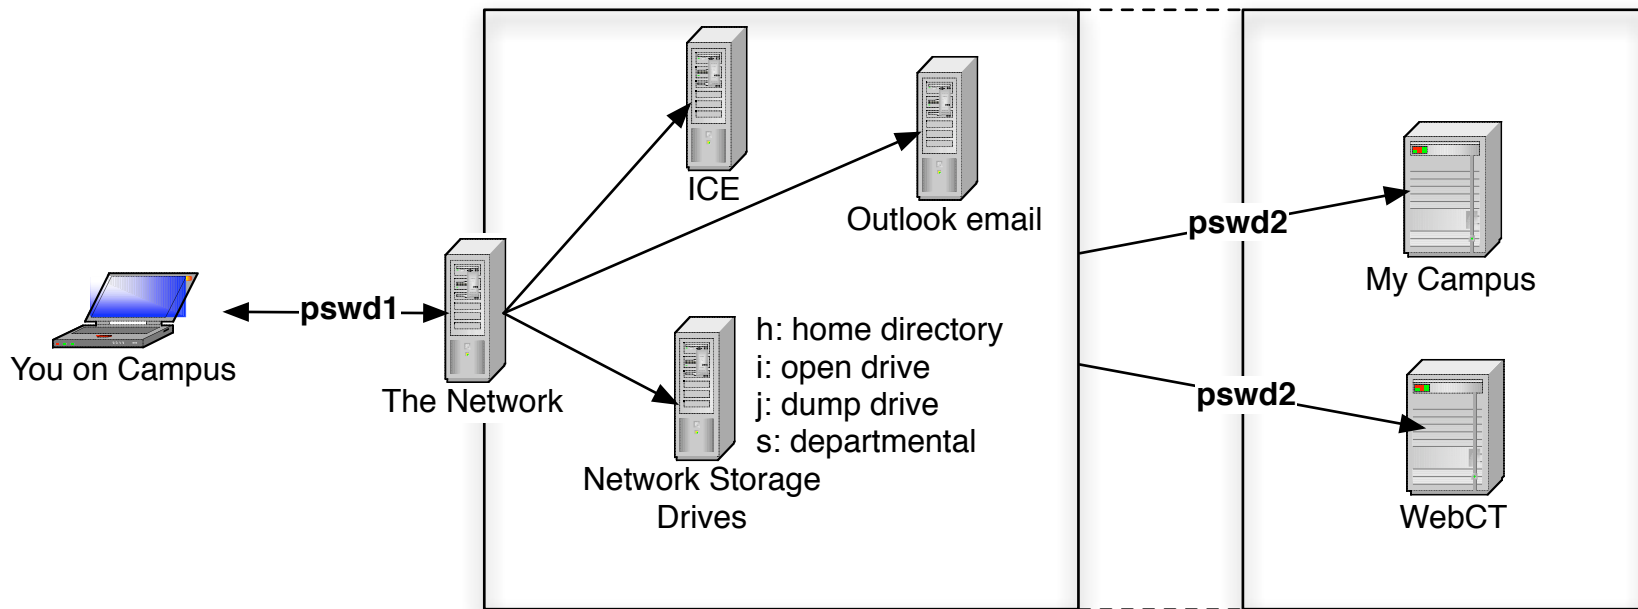 ICE
Outlook email
pswd2
My Campus
pswd1
You on Campus
The Network
h: home directory
i: open drive
j: dump drive
s: departmental
Network Storage
Drives
pswd2
WebCT